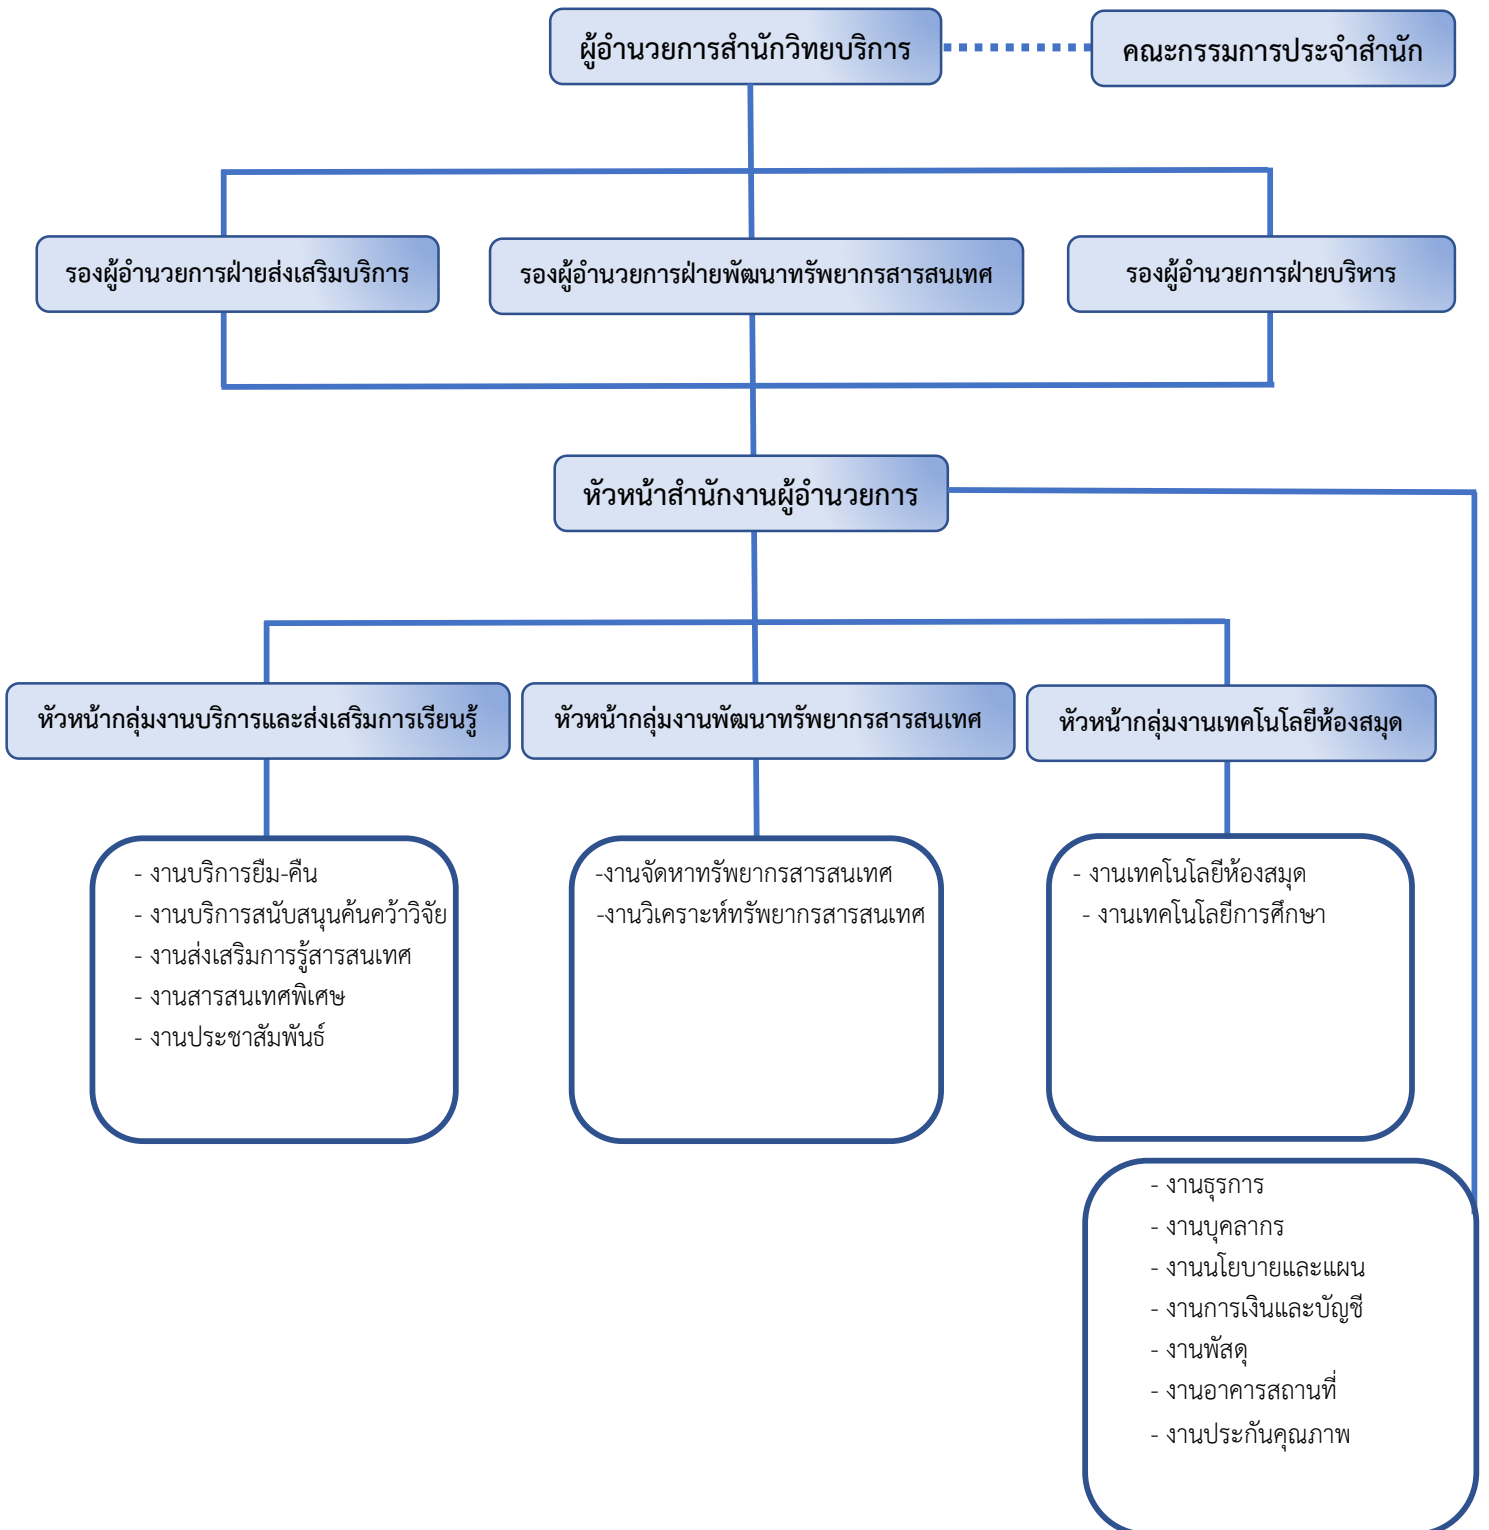 ผู้อำนวยการสำนักวิทยบริการ
คณะกรรมการประจำสำนัก
รองผู้อำนวยการฝ่ายส่งเสริมบริการ
รองผู้อำนวยการฝ่ายพัฒนาทรัพยากรสารสนเทศ
รองผู้อำนวยการฝ่ายบริหาร
หัวหน้าสำนักงานผู้อำนวยการ
หัวหน้ากลุ่มงานบริการและส่งเสริมการเรียนรู้
หัวหน้ากลุ่มงานพัฒนาทรัพยากรสารสนเทศ
หัวหน้ากลุ่มงานเทคโนโลยีห้องสมุด
- งานบริการยืม-คืน
- งานบริการสนับสนุนค้นคว้าวิจัย
- งานส่งเสริมการรู้สารสนเทศ
- งานสารสนเทศพิเศษ
- งานประชาสัมพันธ์
-งานจัดหาทรัพยากรสารสนเทศ
-งานวิเคราะห์ทรัพยากรสารสนเทศ
- งานเทคโนโลยีห้องสมุด
- งานเทคโนโลยีการศึกษา
- งานธุรการ
- งานบุคลากร
- งานนโยบายและแผน
- งานการเงินและบัญชี
- งานพัสดุ
- งานอาคารสถานที่
- งานประกันคุณภาพ